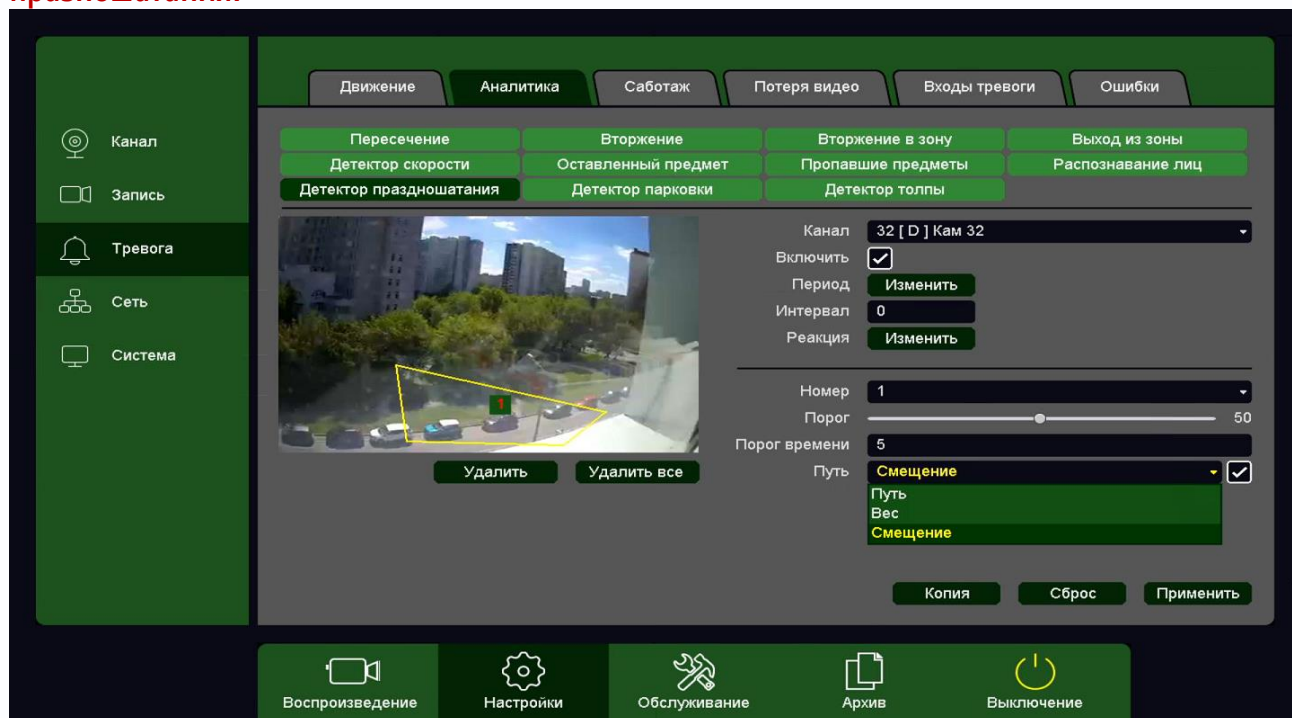 Движение Аналитика Саботаж Потеря видео Входы тревоги Ошибки
Канал
Запись
Тревога
Сеть
Система
Пересечение Вторжение Вторжение в зону Выход из зоны
Детектор скорости Оставленный предмет Пропавшие предметы Распознавание лиц
Детектор праздношатания Детектор парковки Детектор толпы
Канал 32 [ D ] Кам 32
Включить
Период Изменить
Интервал 0
Реакция Изменить
Номер 1
Порог 50
Порог времени 5
Путь Смещение
Путь
Вес
Смещение
1
Удалить Удалить все
Копия Сброс Применить
Воспроизведение Настройки Обслуживание Архив Выключение